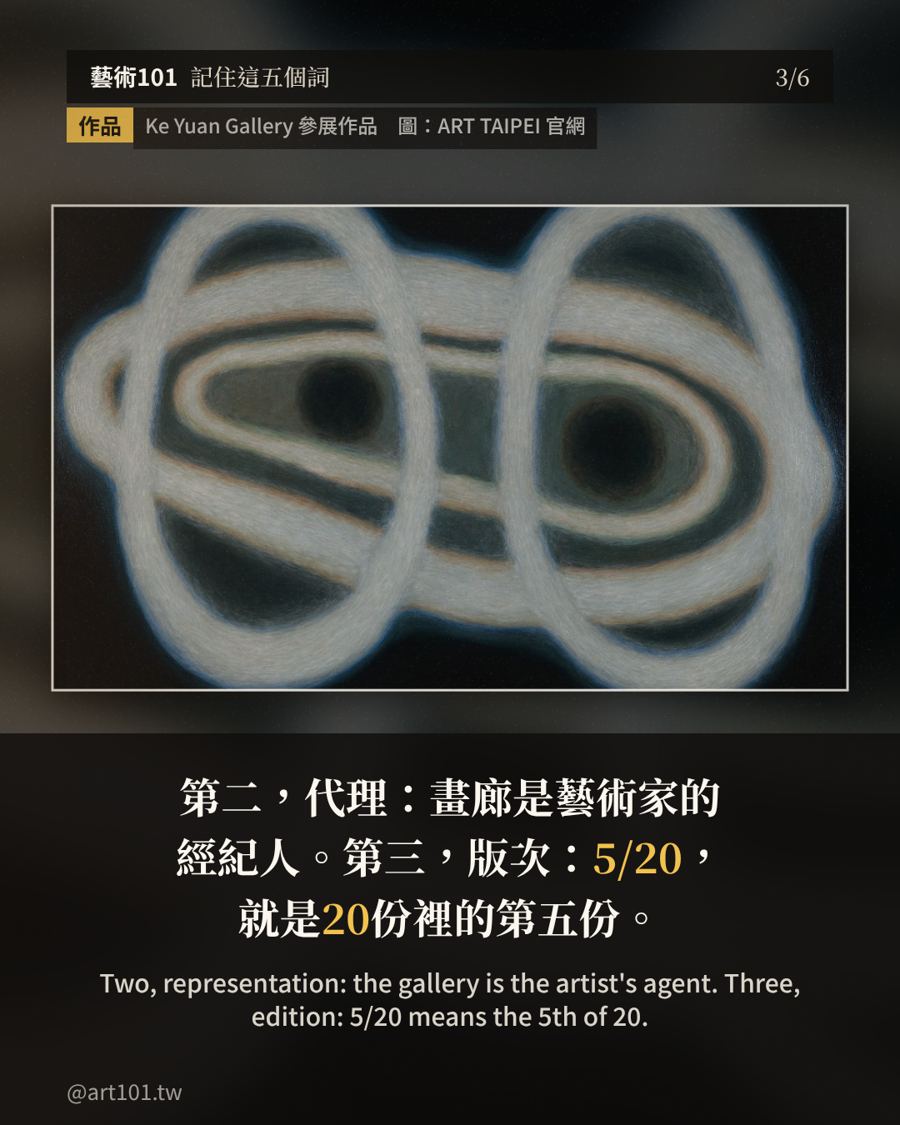 藝術101 記住這五個詞 3/6
作品 Ke Yuan Gallery 參展作品 圖：ART TAIPEI 官網
第二，代理：畫廊是藝術家的
經紀人。第三，版次：5/20，
就是20份裡的第五份。
Two, representation: the gallery is the artist's agent. Three,
edition: 5/20 means the 5th of 20.
@art101.tw